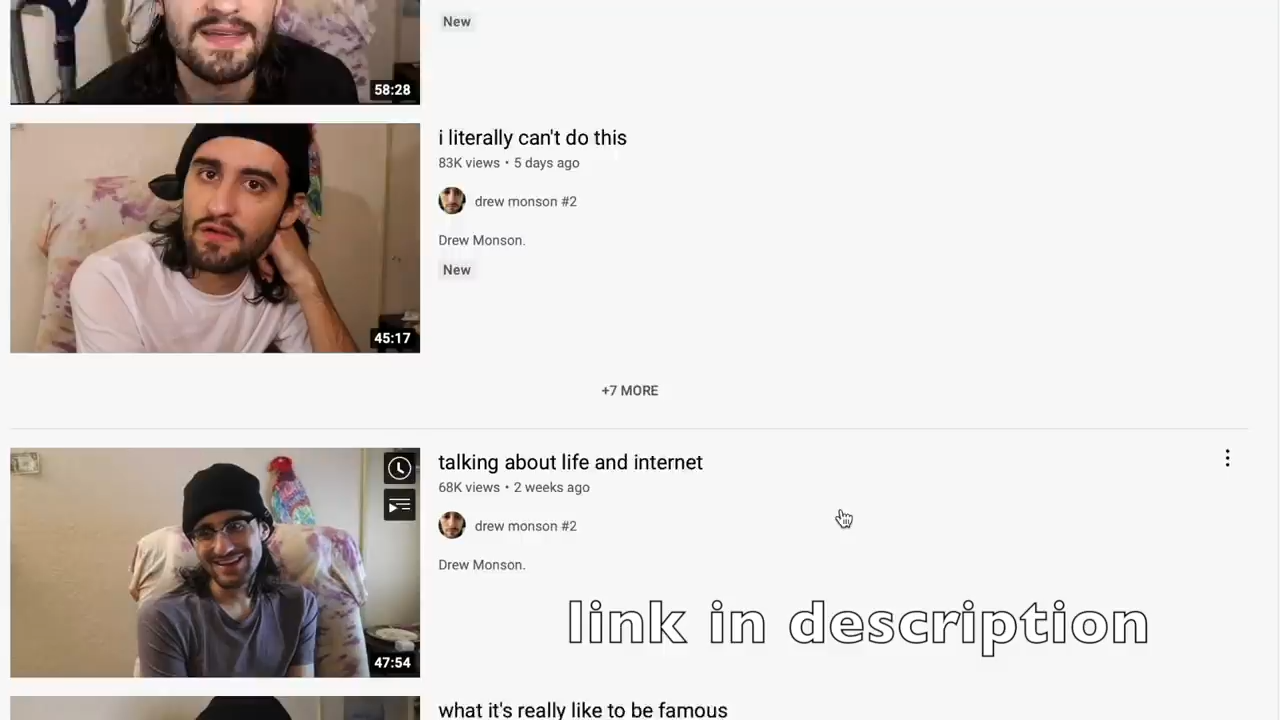 New
58:28
i literally can't do this
83K views • 5 days ago
drew monson #2
Drew Monson.
New
45:17
+7 MORE
talking about life and internet
68K views • 2 weeks ago
drew monson #2
Drew Monson.
link in description
47:54
what it's really like to be famous